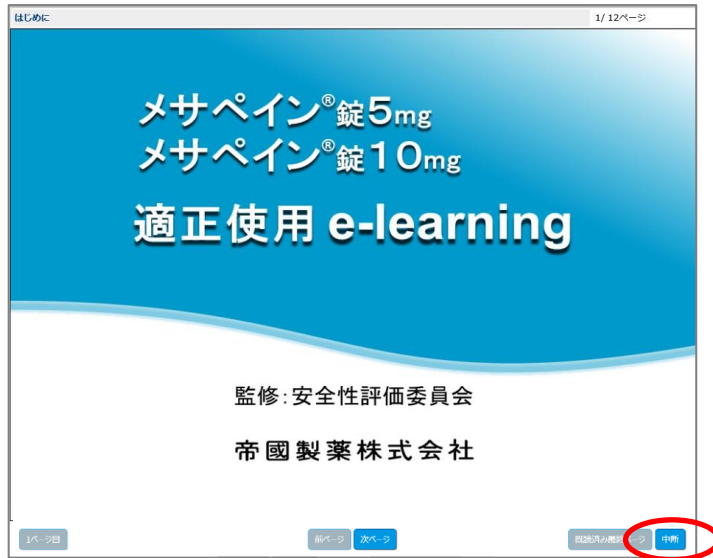 はじめに
1/ 12ページ
メサペイン®錠5mg
メサペイン®錠10mg
適正使用 e-learning
監修:安全性評価委員会
帝國製薬株式会社
1ページ目
前ページ
次ページ
中断